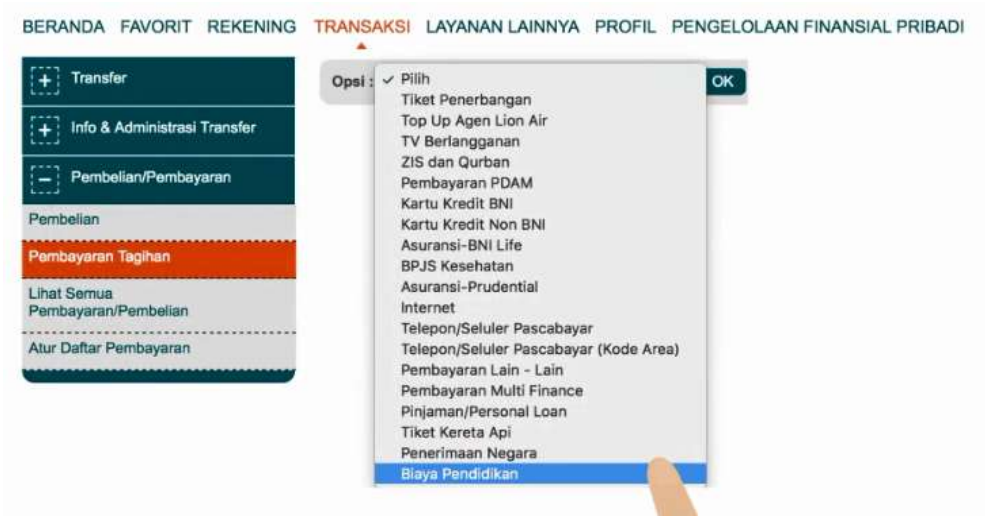 BERANDA FAVORIT REKENING TRANSAKSI LAYANAN LAINNYA PROFIL PENGELOLAAN FINANSIAL PRIBADI
Transfer
Info & Administrasi Transfer
Pembelian/Pembayaran
Pembelian
Pembayaran Tagihan
Lihat Semua
Pembayaran/Pembelian
Atur Daftar Pembayaran
Opsi : ✓ Pilih OK
Tiket Penerbangan
Top Up Agen Lion Air
TV Berlangganan
ZIS dan Qurban
Pembayaran PDAM
Kartu Kredit BNI
Kartu Kredit Non BNI
Asuransi-BNI Life
BPJS Kesehatan
Asuransi-Prudential
Internet
Telepon/Seluler Pascabayar
Telepon/Seluler Pascabayar (Kode Area)
Pembayaran Lain - Lain
Pembayaran Multi Finance
Pinjaman/Personal Loan
Tiket Kereta Api
Penerimaan Negara
Biaya Pendidikan